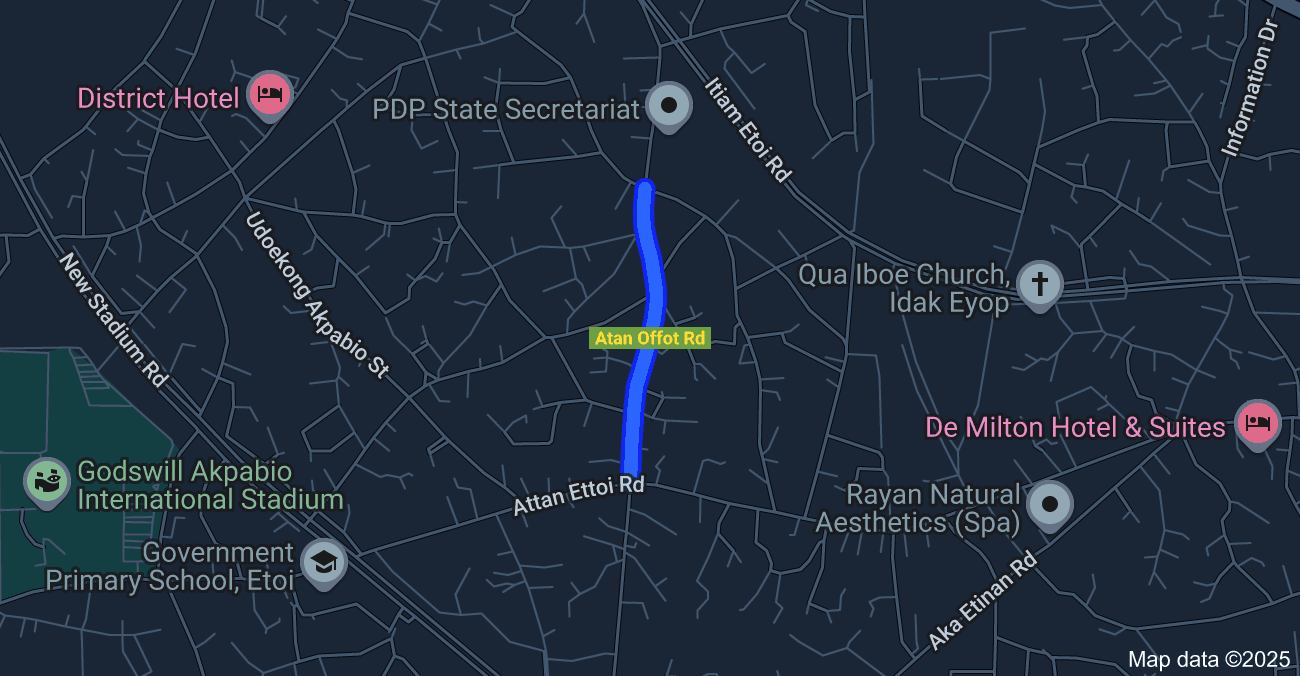 Information Dr
District Hotel
PDP State Secretariat
Itiam Etoi Rd
Udoekong Akpabio St
New Stadium Rd
Qua Iboe Church,
Idak Eyop
Atan Offot Rd
De Milton Hotel & Suites
Godswill Akpabio
International Stadium
Attan Ettoi Rd
Rayan Natural
Aesthetics (Spa)
Government
Primary School, Etoi
Aka Etinan Rd
Map data ©2025